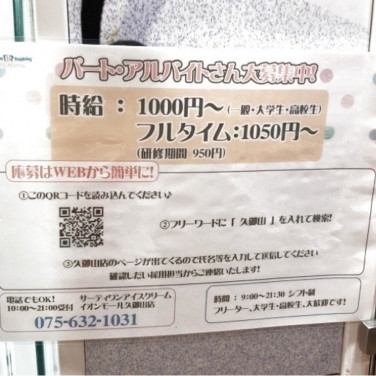 パート・アルバイトさん大募集中!
時給 : 1000円~ (一般・大学生・高校生)
フルタイム:1050円~
(研修期間 950円)
応募はWEBから簡単に!
①このQRコードを読み込んでください♪
②フリーワードに「 久御山 」を入れて検索!
③久御山店のページが出てくるので氏名等を入力して送信してください
確認しだい採用担当からご連絡いたします!
電話でもOK! サーティワンアイスクリーム
10:00~21:00受付 イオンモール久御山店
075-632-1031
時間 : 9:00~21:30 シフト制
フリーター、大学生・高校生、大歓迎です!